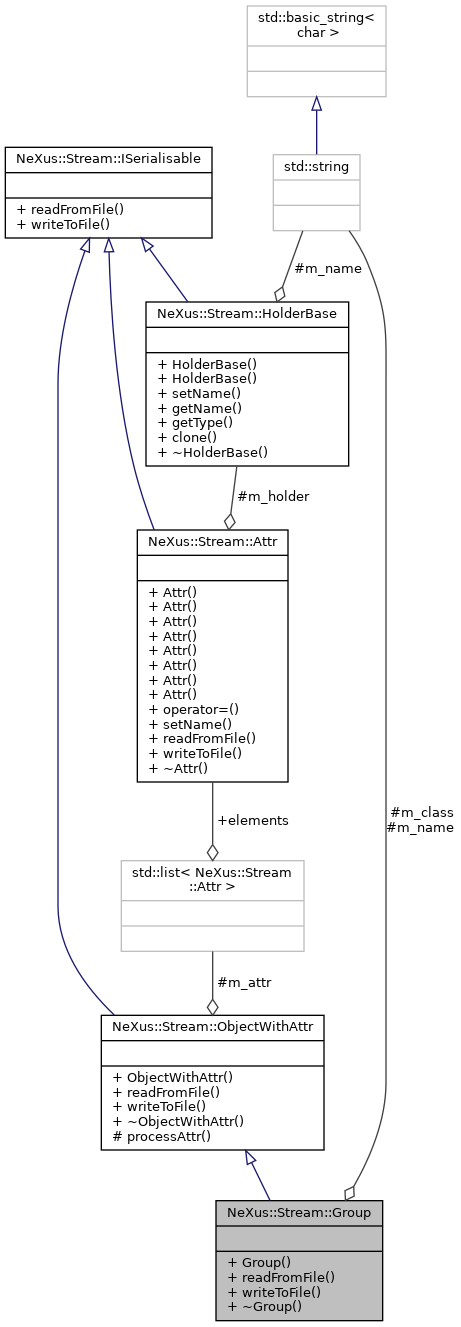 std::basic_string<
char >
std::string
NeXus::Stream::ISerialisable
+ readFromFile()
+ writeToFile()
#m_name
NeXus::Stream::HolderBase
+ HolderBase()
+ HolderBase()
+ setName()
+ getName()
+ getType()
+ clone()
+ ~HolderBase()
#m_holder
NeXus::Stream::Attr
+ Attr()
+ Attr()
+ Attr()
+ Attr()
+ Attr()
+ Attr()
+ Attr()
+ Attr()
+ operator=()
+ setName()
+ readFromFile()
+ writeToFile()
+ ~Attr()
#m_class
#m_name
+elements
std::list< NeXus::Stream
::Attr >
#m_attr
NeXus::Stream::ObjectWithAttr
+ ObjectWithAttr()
+ readFromFile()
+ writeToFile()
+ ~ObjectWithAttr()
# processAttr()
NeXus::Stream::Group
+ Group()
+ readFromFile()
+ writeToFile()
+ ~Group()